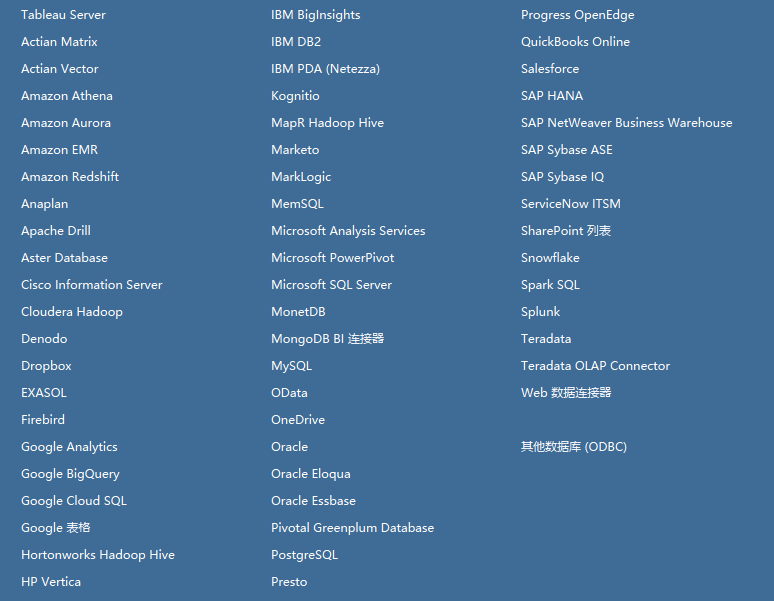 Tableau Server
Actian Matrix
Actian Vector
Amazon Athena
Amazon Aurora
Amazon EMR
Amazon Redshift
Anaplan
Apache Drill
Aster Database
Cisco Information Server
Cloudera Hadoop
Denodo
Dropbox
EXASOL
Firebird
Google Analytics
Google BigQuery
Google Cloud SQL
Google 表格
Hortonworks Hadoop Hive
HP Vertica
IBM BigInsights
IBM DB2
IBM PDA (Netezza)
Kognitio
MapR Hadoop Hive
Marketo
MarkLogic
MemSQL
Microsoft Analysis Services
Microsoft PowerPivot
Microsoft SQL Server
MonetDB
MongoDB BI 连接器
MySQL
OData
OneDrive
Oracle
Oracle Eloqua
Oracle Essbase
Pivotal Greenplum Database
PostgreSQL
Presto
Progress OpenEdge
QuickBooks Online
Salesforce
SAP HANA
SAP NetWeaver Business Warehouse
SAP Sybase ASE
SAP Sybase IQ
ServiceNow ITSM
SharePoint 列表
Snowflake
Spark SQL
Splunk
Teradata
Teradata OLAP Connector
Web 数据连接器
其他数据库 (ODBC)